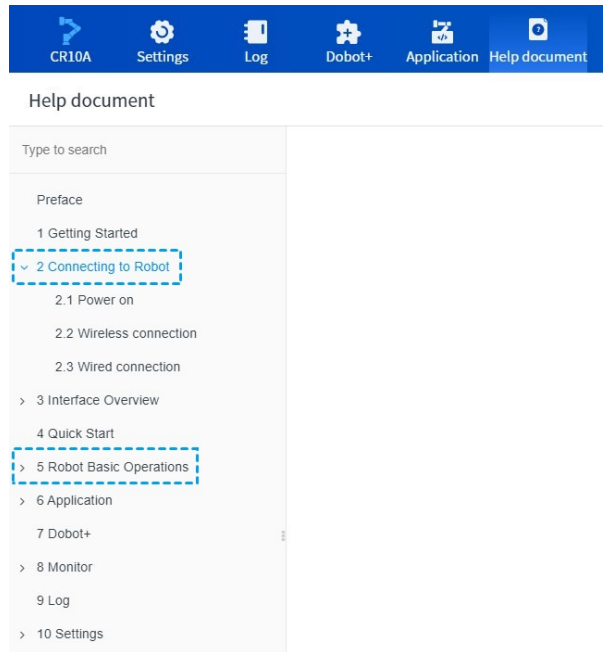 CR10A Settings Log Dobot+ Application Help document
Help document
Type to search
Preface
1 Getting Started
2 Connecting to Robot
2.1 Power on
2.2 Wireless connection
2.3 Wired connection
3 Interface Overview
4 Quick Start
5 Robot Basic Operations
6 Application
7 Dobot+
8 Monitor
9 Log
10 Settings